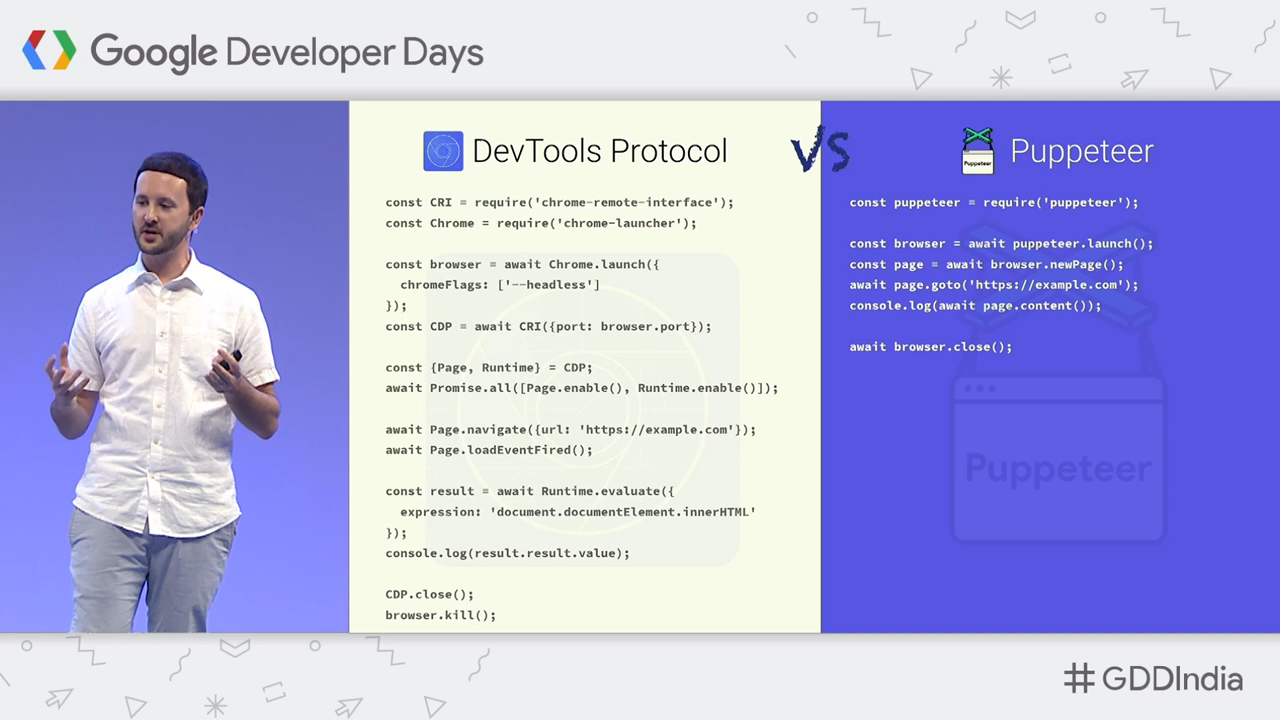 Google Developer Days
DevTools Protocol
const CRI = require('chrome-remote-interface');
const Chrome = require('chrome-launcher');
const browser = await Chrome.launch({
chromeFlags: ['--headless']
});
const CDP = await CRI({port: browser.port});
const {Page, Runtime} = CDP;
await Promise.all([Page.enable(), Runtime.enable()]);
await Page.navigate({url: 'https://example.com'});
await Page.loadEventFired();
const result = await Runtime.evaluate({
expression: 'document.documentElement.innerHTML'
});
console.log(result.result.value);
CDP.close();
browser.kill();
VS
Puppeteer
Puppeteer
const puppeteer = require('puppeteer');
const browser = await puppeteer.launch();
const page = await browser.newPage();
await page.goto('https://example.com');
console.log(await page.content());
await browser.close();
Puppeteer
#GDDIndia